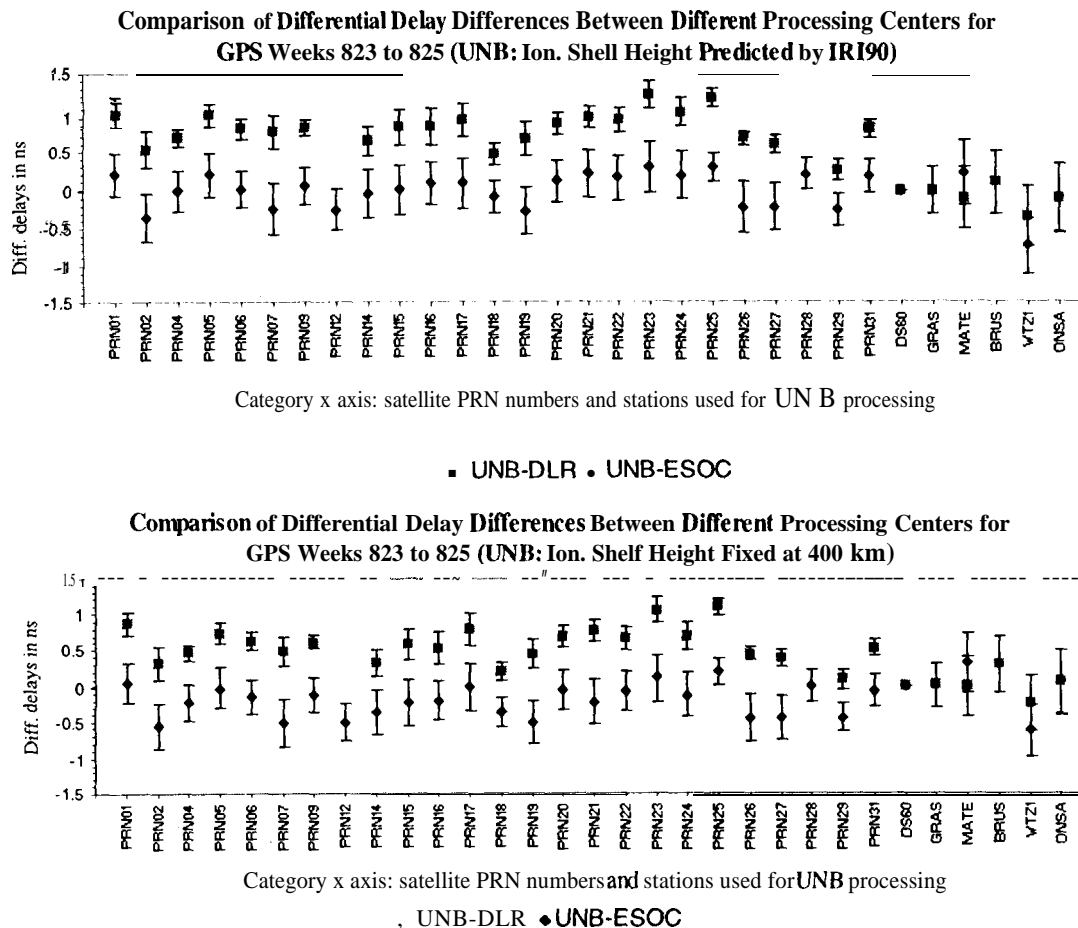 Comparison of Differential Delay Differences Between Different Processing Centers for
GPS Weeks 823 to 825 (UNB: Ion. Shell Height Predicted by IRI90)
1.5
1
0.5
0
-0.5
-1
-1.5
Diff. delays in ns
PRN01 PRN02 PRN04 PRN05 PRN06 PRN07 PRN09 PRN12 PRN14 PRN15 PRN16 PRN17 PRN18 PRN19 PRN20 PRN21 PRN22 PRN23 PRN24 PRN25 PRN26 PRN27 PRN28 PRN29 PRN31 DS60 GRAS MATE BRUS WTZ1 ONSA
Category x axis: satellite PRN numbers and stations used for UN B processing
■ UNB-DLR ● UNB-ESOC
Comparison of Differential Delay Differences Between Different Processing Centers for
GPS Weeks 823 to 825 (UNB: Ion. Shelf Height Fixed at 400 km)
1.5
1
0.5
0
-0.5
-1
-1.5
Diff. delays in ns
PRN01 PRN02 PRN04 PRN05 PRN06 PRN07 PRN09 PRN12 PRN14 PRN15 PRN16 PRN17 PRN18 PRN19 PRN20 PRN21 PRN22 PRN23 PRN24 PRN25 PRN26 PRN27 PRN28 PRN29 PRN31 DS60 GRAS MATE BRUS WTZ1 ONSA
Category x axis: satellite PRN numbers and stations used for UNB processing
, UNB-DLR ◆UNB-ESOC